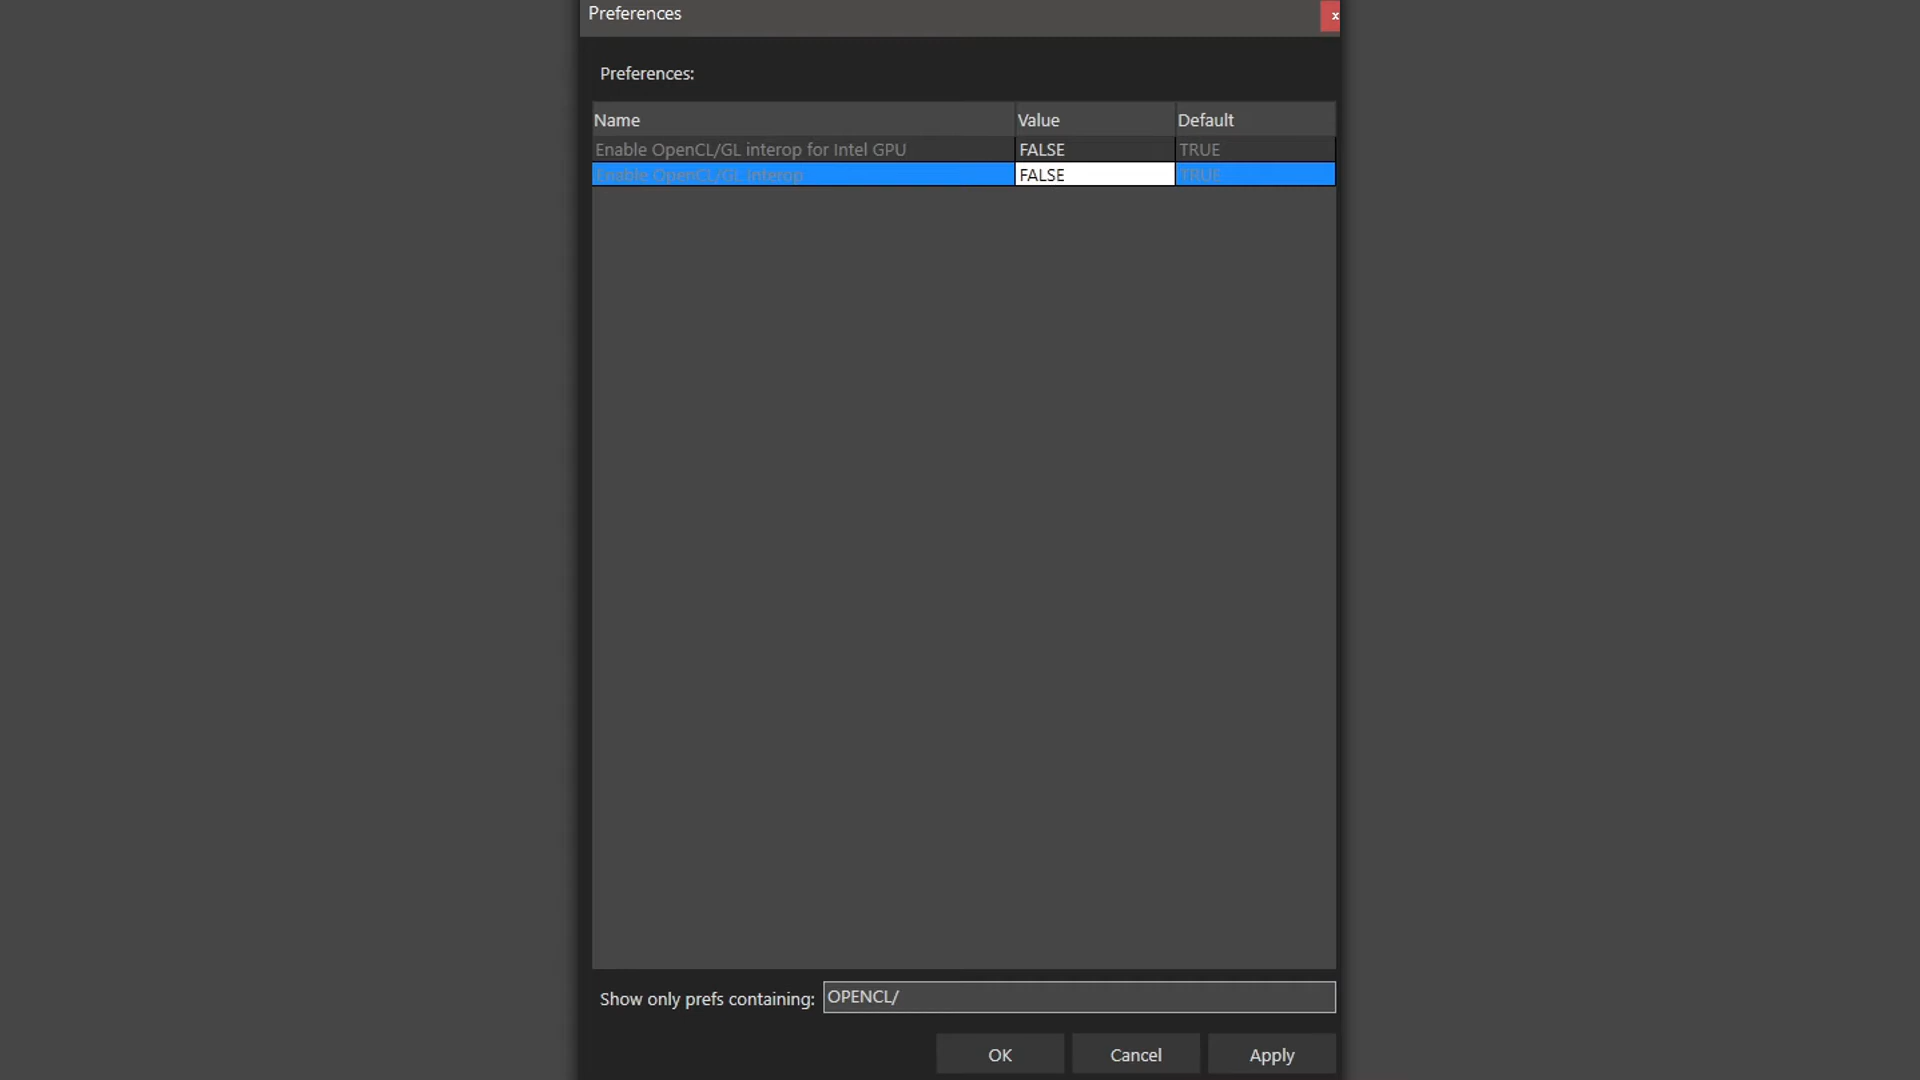 Preferences
x
Preferences:
Name Value Default
Enable OpenCL/GL interop for Intel GPU FALSE TRUE
Enable OpenCL/GL Interop FALSE TRUE
Show only prefs containing: OPENCL/
OK Cancel Apply